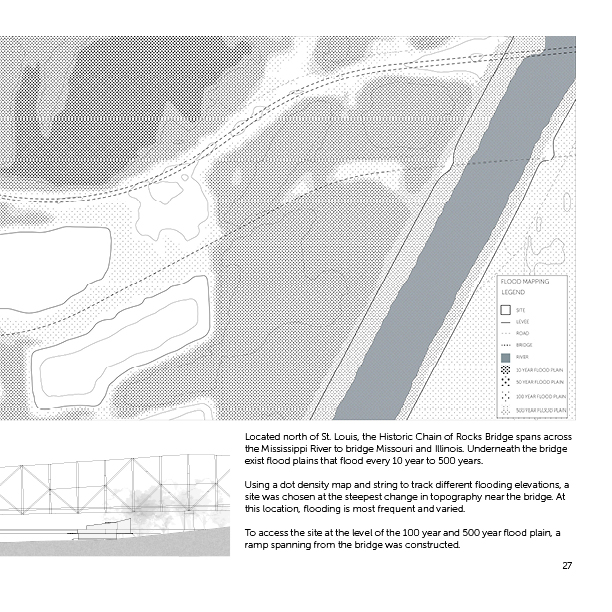 FLOOD MAPPING
LEGEND
SITE
LEVEE
ROAD
BRIDGE
RIVER
10 YEAR FLOOD PLAIN
50 YEAR FLOOD PLAIN
100 YEAR FLOOD PLAIN
500 YEAR FLOOD PLAIN
Located north of St. Louis, the Historic Chain of Rocks Bridge spans across
the Mississippi River to bridge Missouri and Illinois. Underneath the bridge
exist flood plains that flood every 10 year to 500 years.
Using a dot density map and string to track different flooding elevations, a
site was chosen at the steepest change in topography near the bridge. At
this location, flooding is most frequent and varied.
To access the site at the level of the 100 year and 500 year flood plain, a
ramp spanning from the bridge was constructed.
27